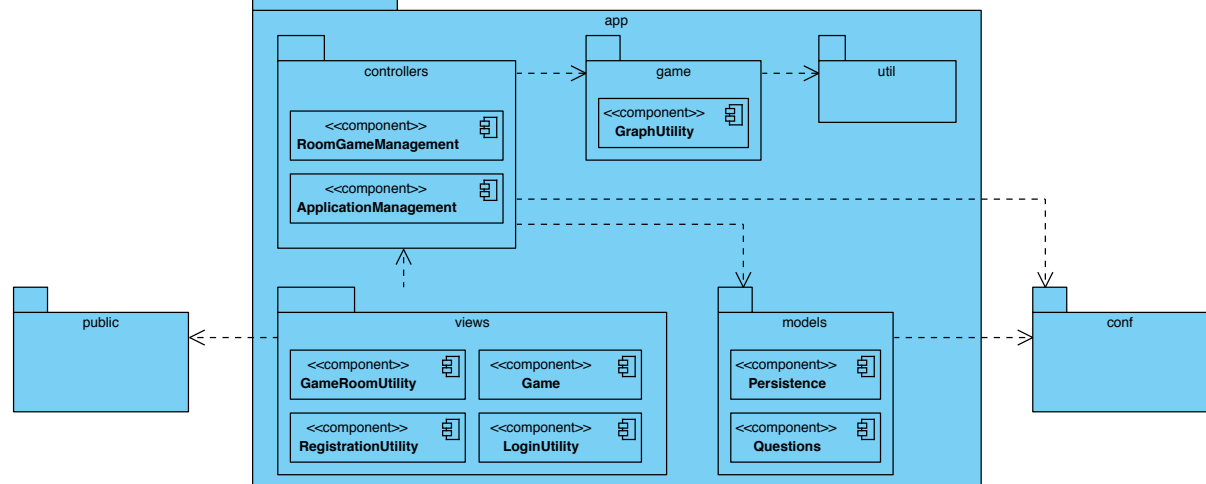 app
controllers
<<component>>
RoomGameManagement
<<component>>
ApplicationManagement
game
<<component>>
GraphUtility
util
public
views
<<component>>
GameRoomUtility
<<component>>
Game
<<component>>
RegistrationUtility
<<component>>
LoginUtility
models
<<component>>
Persistence
<<component>>
Questions
conf